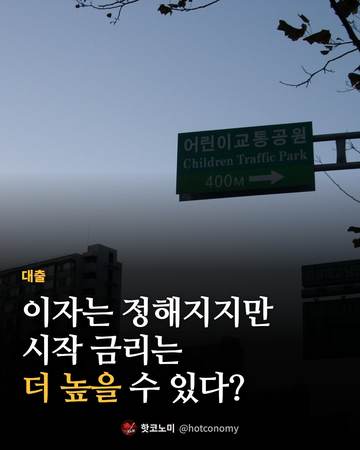 어린이교통공원
Children Traffic Park
400M
대출
이자는 정해지지만
시작 금리는
더 높을 수 있다?
핫코노미 @hotconomy